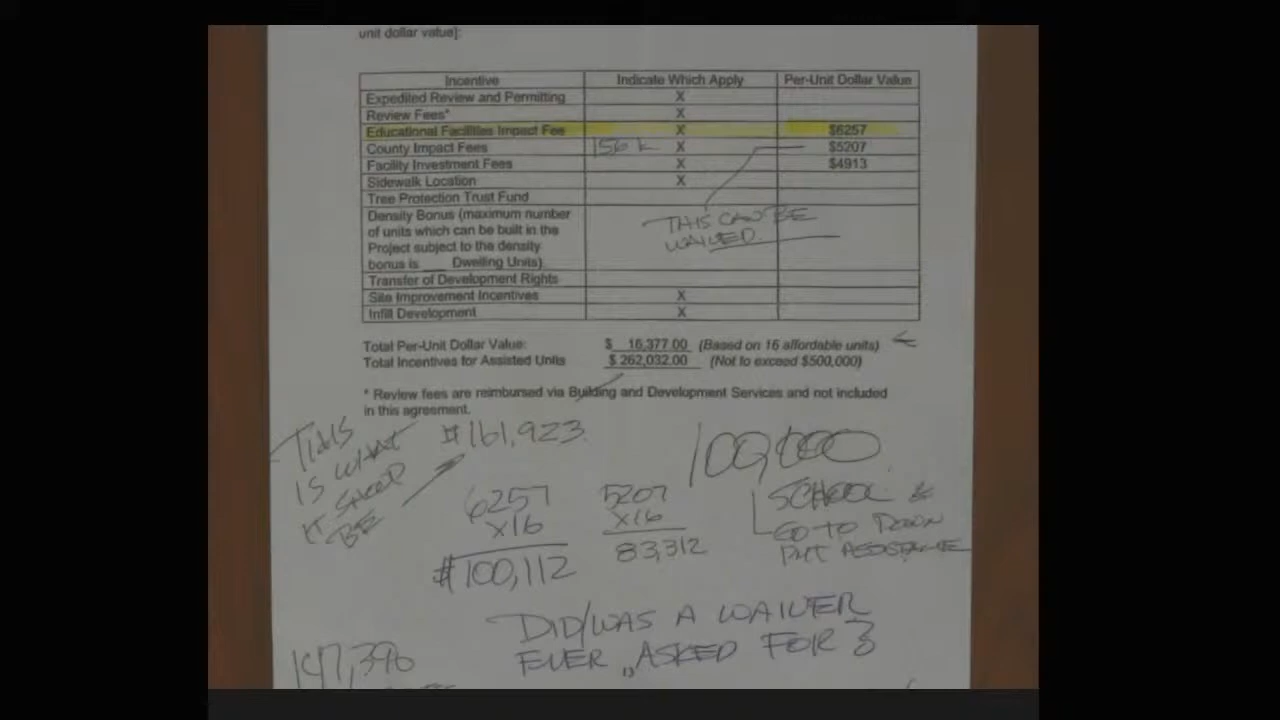 unit dollar value]:
Incentive Indicate Which Apply Per-Unit Dollar Value
Expedited Review and Permitting X
Review Fees* X
Educational Facilities Impact Fee X $6257
County Impact Fees 156 k X $5207
Facility Investment Fees X $4913
Sidewalk Location X
Tree Protection Trust Fund
Density Bonus (maximum number
of units which can be built in the
Project subject to the density
bonus is ___ Dwelling Units)
THIS CAN BE
WAIVED.
Transfer of Development Rights
Site Improvement Incentives X
Infill Development X
Total Per-Unit Dollar Value: $ 16,377.00 (Based on 16 affordable units)
Total Incentives for Assisted Units $ 262,032.00 (Not to exceed $500,000)
* Review fees are reimbursed via Building and Development Services and not included
in this agreement.
THIS
IS WHAT
IT SHOULD
BE
$161,923
100,000
6257
x16
$100,112
5207
x16
83,312
SCHOOL &
GO TO DOWN
PMT ASSISTANCE
DID/WAS A WAIVER
EVER ASKED FOR?
147,396